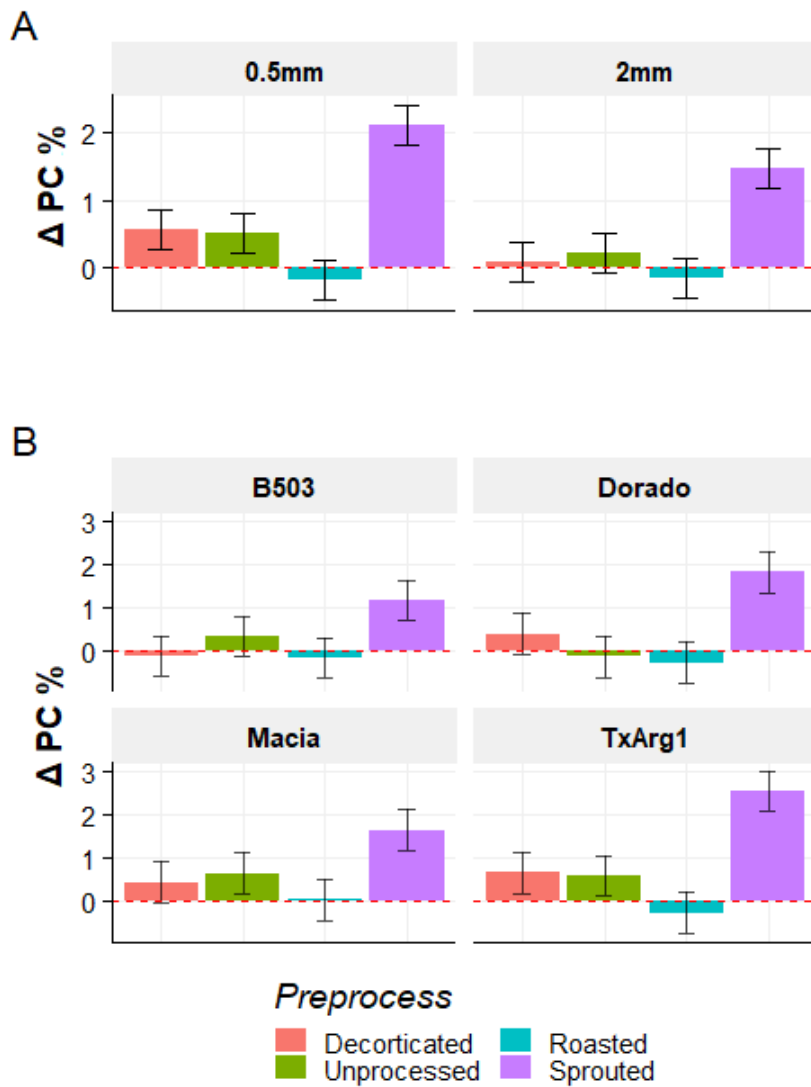 A
0.5mm 2mm
Δ PC %
2
1
0
B
B503 Dorado
3
2
1
0
Δ PC %
Macia TxArg1
3
2
1
0
Preprocess
Decorticated Roasted
Unprocessed Sprouted